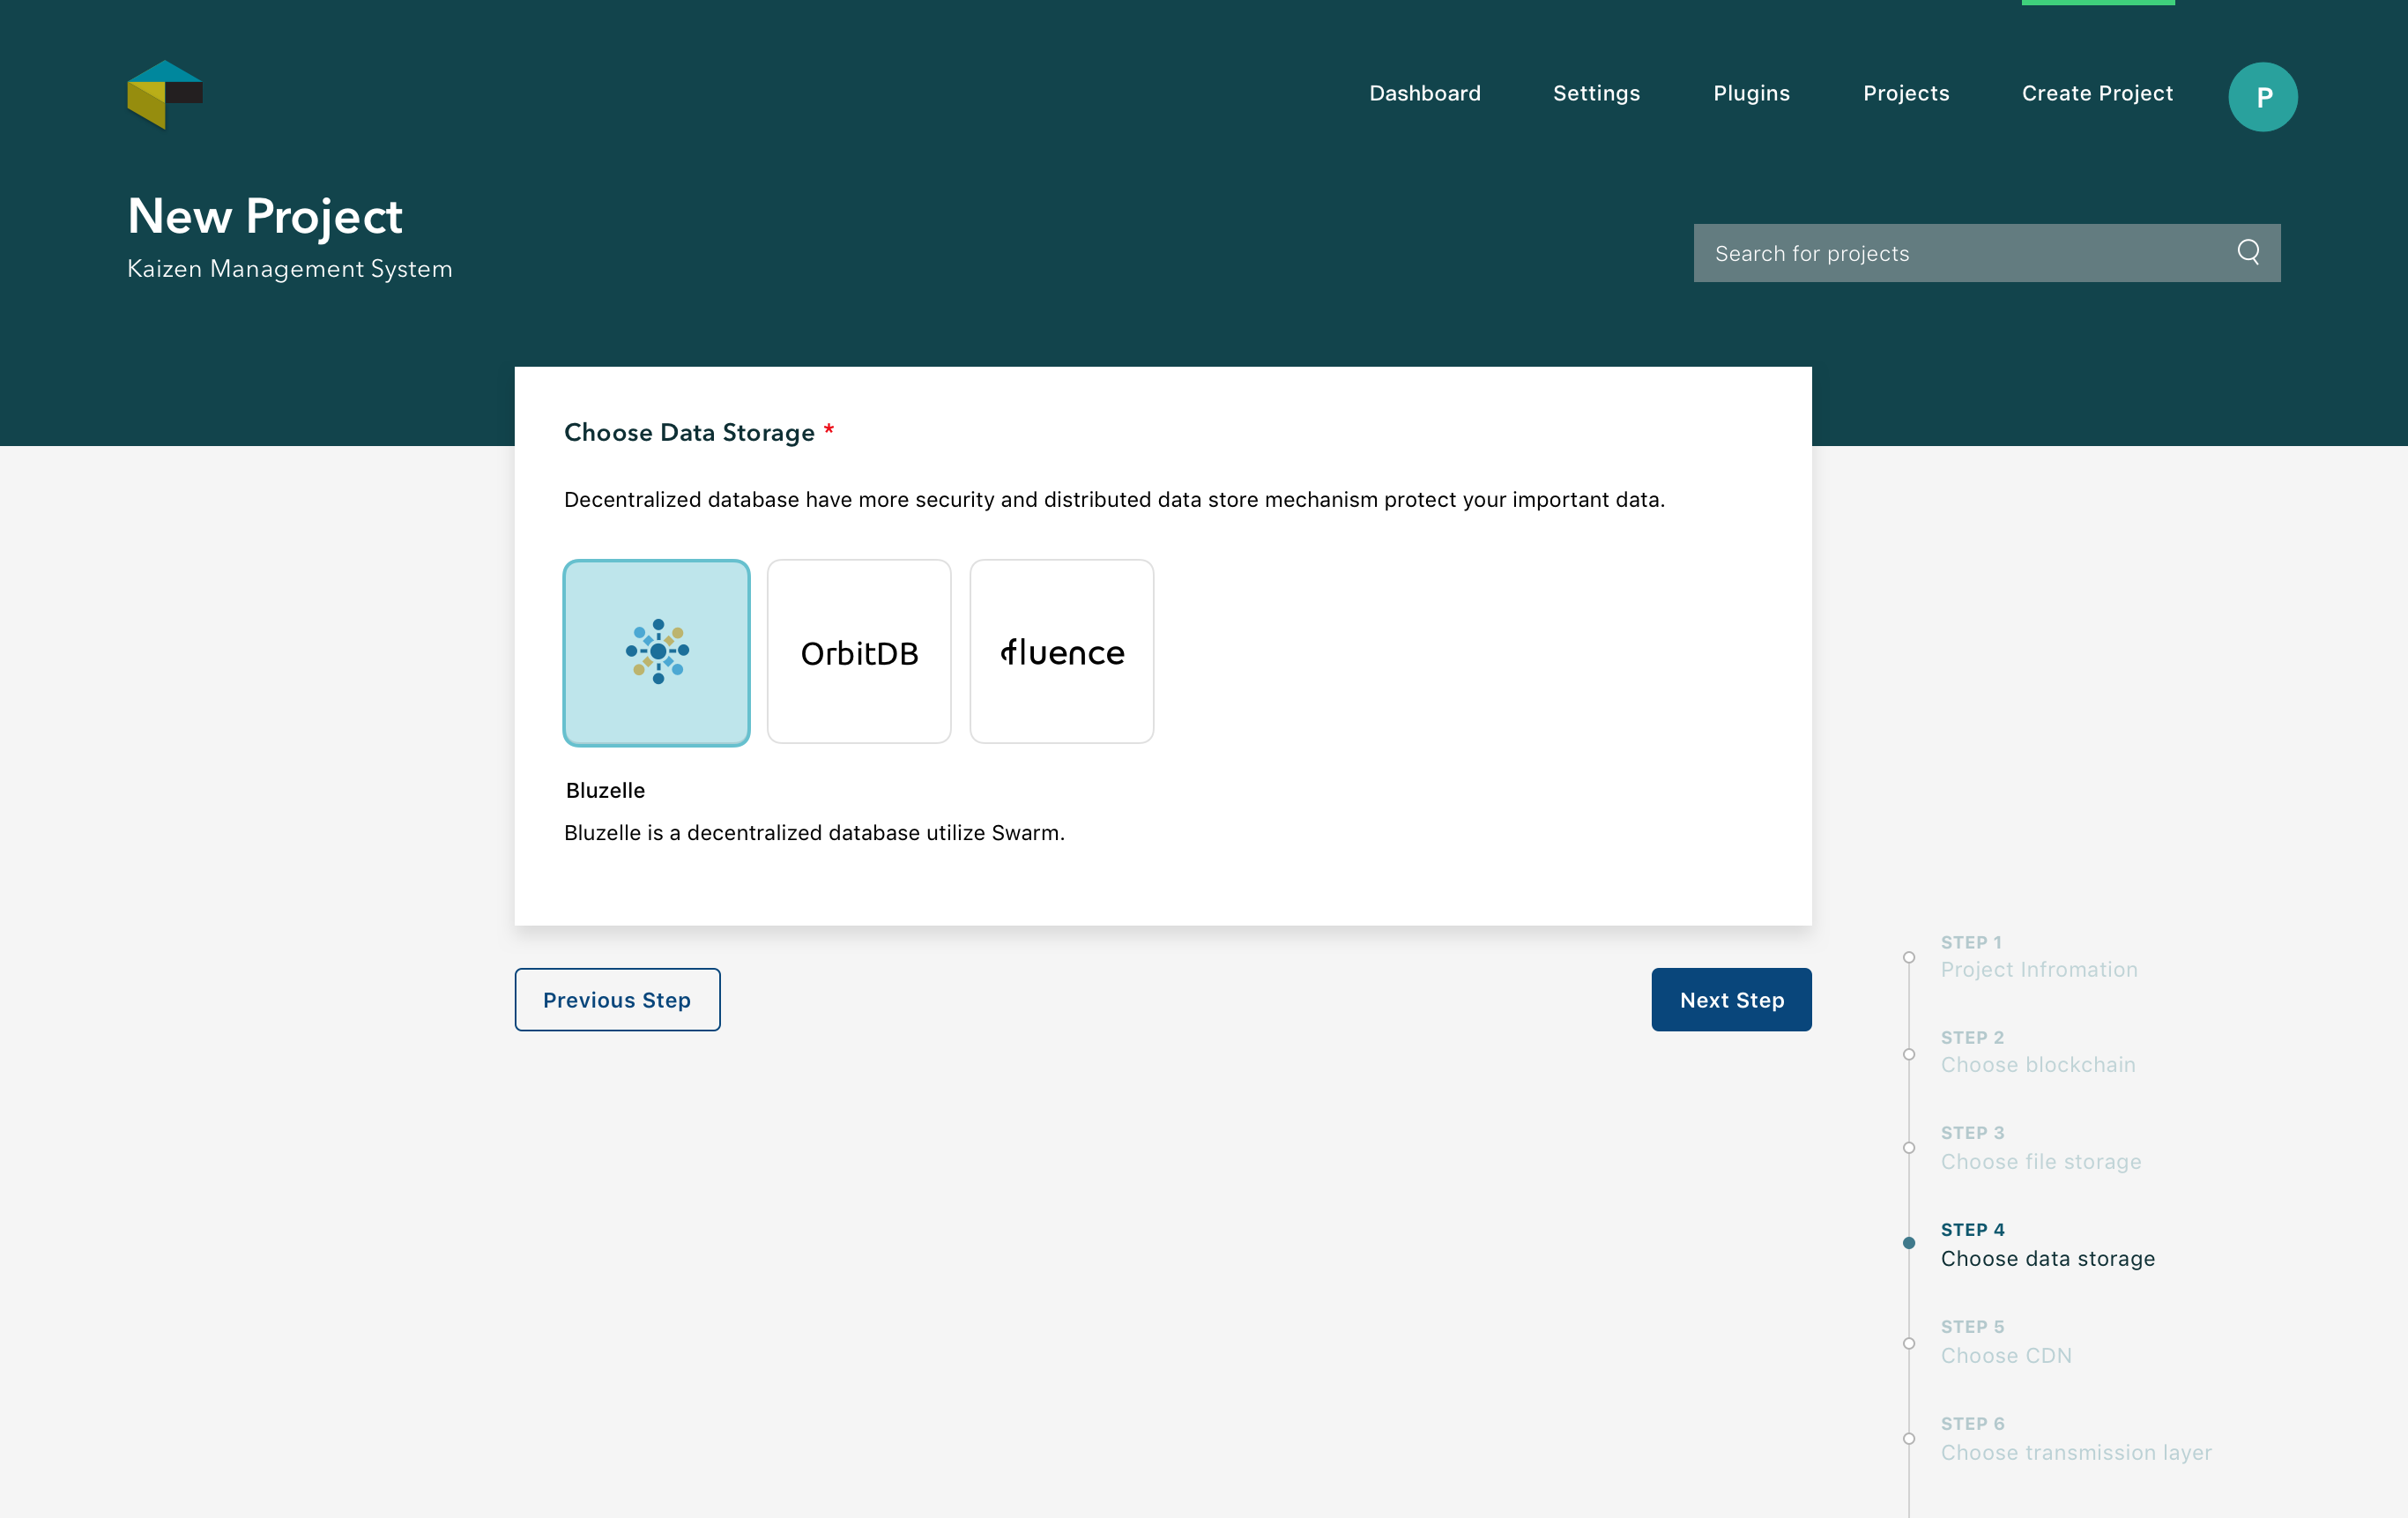 Dashboard
Settings
Plugins
Projects
Create Project
P
New Project
Kaizen Management System
Search for projects
Choose Data Storage *
Decentralized database have more security and distributed data store mechanism protect your important data.
OrbitDB
fluence
Bluzelle
Bluzelle is a decentralized database utilize Swarm.
Previous Step
Next Step
STEP 1
Project Infromation
STEP 2
Choose blockchain
STEP 3
Choose file storage
STEP 4
Choose data storage
STEP 5
Choose CDN
STEP 6
Choose transmission layer